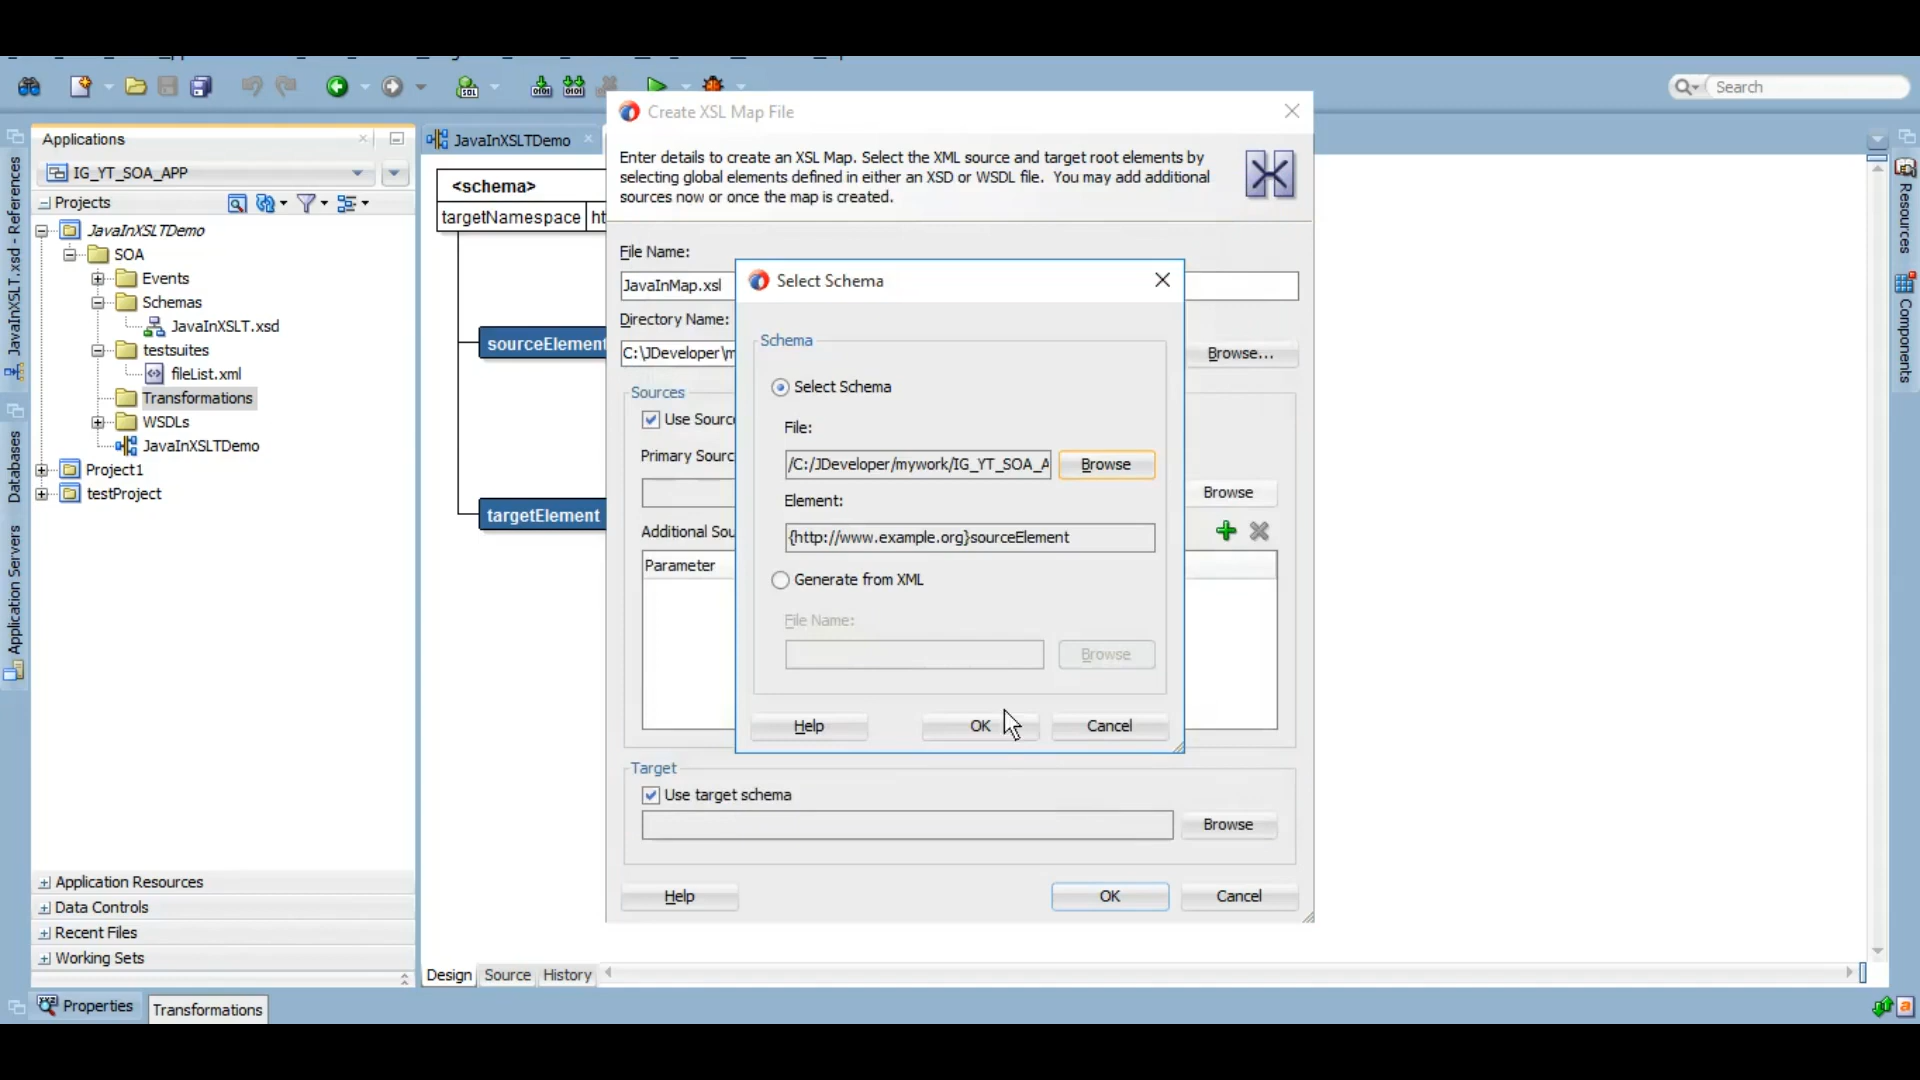 Search
Create XSL Map File
Enter details to create an XSL Map. Select the XML source and target root elements by
selecting global elements defined in either an XSD or WSDL file. You may add additional
sources now or once the map is created.
Applications
IG_YT_SOA_APP
Projects
JavaInXSLTDemo
SOA
Events
Schemas
JavaInXSLT.xsd
testsuites
fileList.xml
Transformations
WSDLs
JavaInXSLTDemo
Project1
testProject
Application Resources
Data Controls
Recent Files
Working Sets
JavaInXSLT.xsd - References
Databases
Application Servers
JavaInXSLTDemo
<schema>
targetNamespace
sourceElement
targetElement
File Name:
JavaInMap.xsl
Directory Name:
C:\JDeveloper\m
Browse...
Sources
Use Sourc
Primary Sourc
Browse
Additional Sou
Parameter
Select Schema
Schema
Select Schema
File:
/C:/JDeveloper/mywork/IG_YT_SOA_A
Browse
Element:
{http://www.example.org}sourceElement
Generate from XML
File Name:
Browse
Help
OK
Cancel
Target
Use target schema
Browse
Help
OK
Cancel
Design
Source
History
Properties
Transformations
Resources
Components